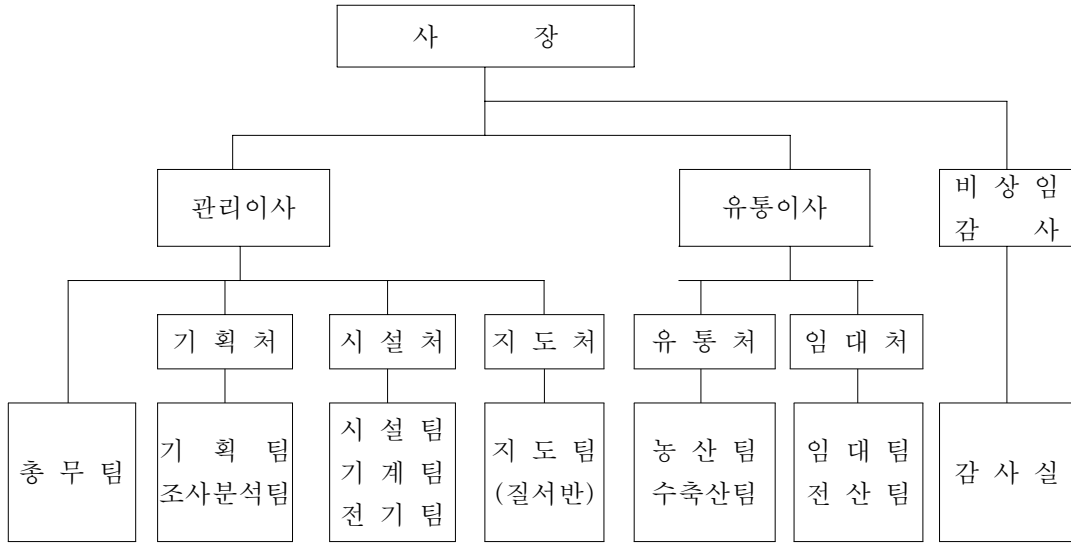 사 장
관리이사
유통이사
비 상 임
감 사
기 획 처
시 설 처
지 도 처
유 통 처
임 대 처
총 무 팀
기 획 팀
조사분석팀
시 설 팀
기 계 팀
전 기 팀
지 도 팀
(질서반)
농 산 팀
수축산팀
임 대 팀
전 산 팀
감 사 실